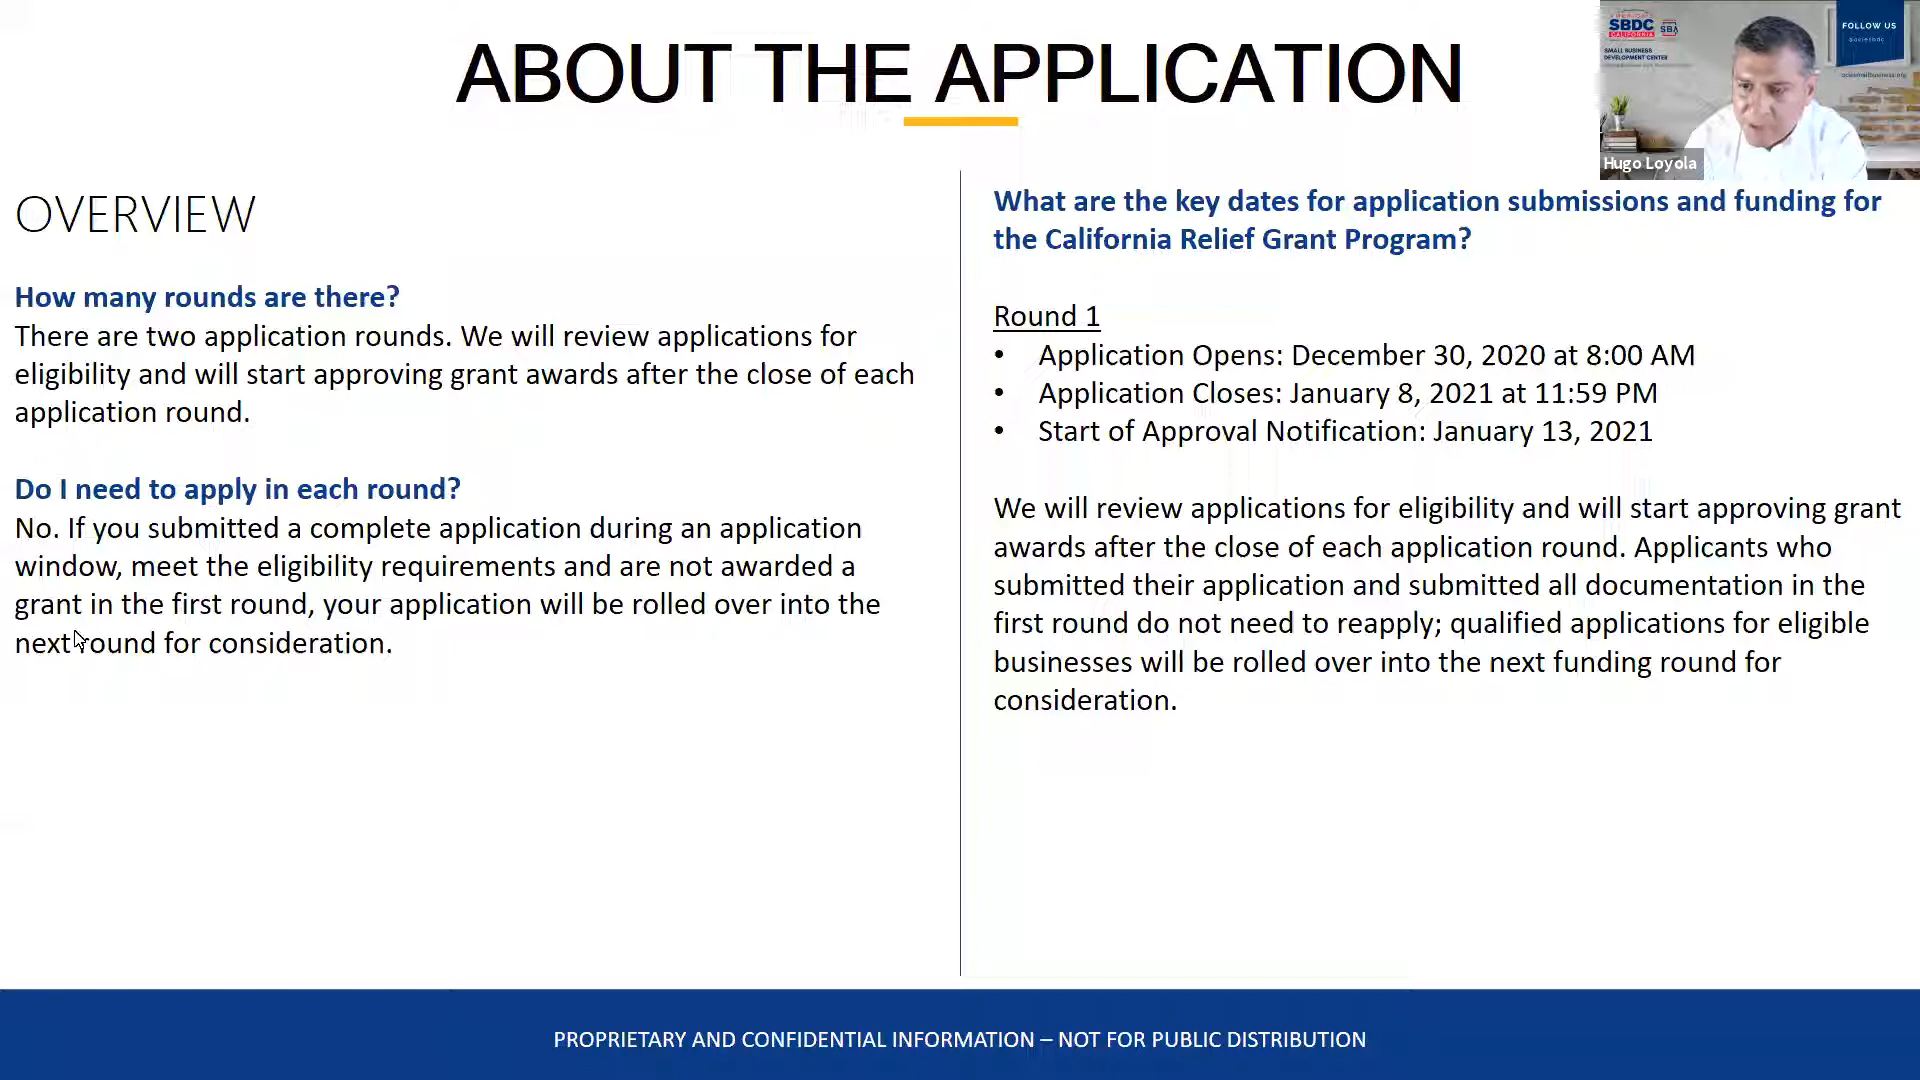 ABOUT THE APPLICATION
SBDC
CALIFORNIA
SBA
SMALL BUSINESS
DEVELOPMENT CENTER
FOLLOW US
Hugo Loyola
OVERVIEW
How many rounds are there?
There are two application rounds. We will review applications for
eligibility and will start approving grant awards after the close of each
application round.
Do I need to apply in each round?
No. If you submitted a complete application during an application
window, meet the eligibility requirements and are not awarded a
grant in the first round, your application will be rolled over into the
next round for consideration.
What are the key dates for application submissions and funding for
the California Relief Grant Program?
Round 1
• Application Opens: December 30, 2020 at 8:00 AM
• Application Closes: January 8, 2021 at 11:59 PM
• Start of Approval Notification: January 13, 2021
We will review applications for eligibility and will start approving grant
awards after the close of each application round. Applicants who
submitted their application and submitted all documentation in the
first round do not need to reapply; qualified applications for eligible
businesses will be rolled over into the next funding round for
consideration.
PROPRIETARY AND CONFIDENTIAL INFORMATION – NOT FOR PUBLIC DISTRIBUTION